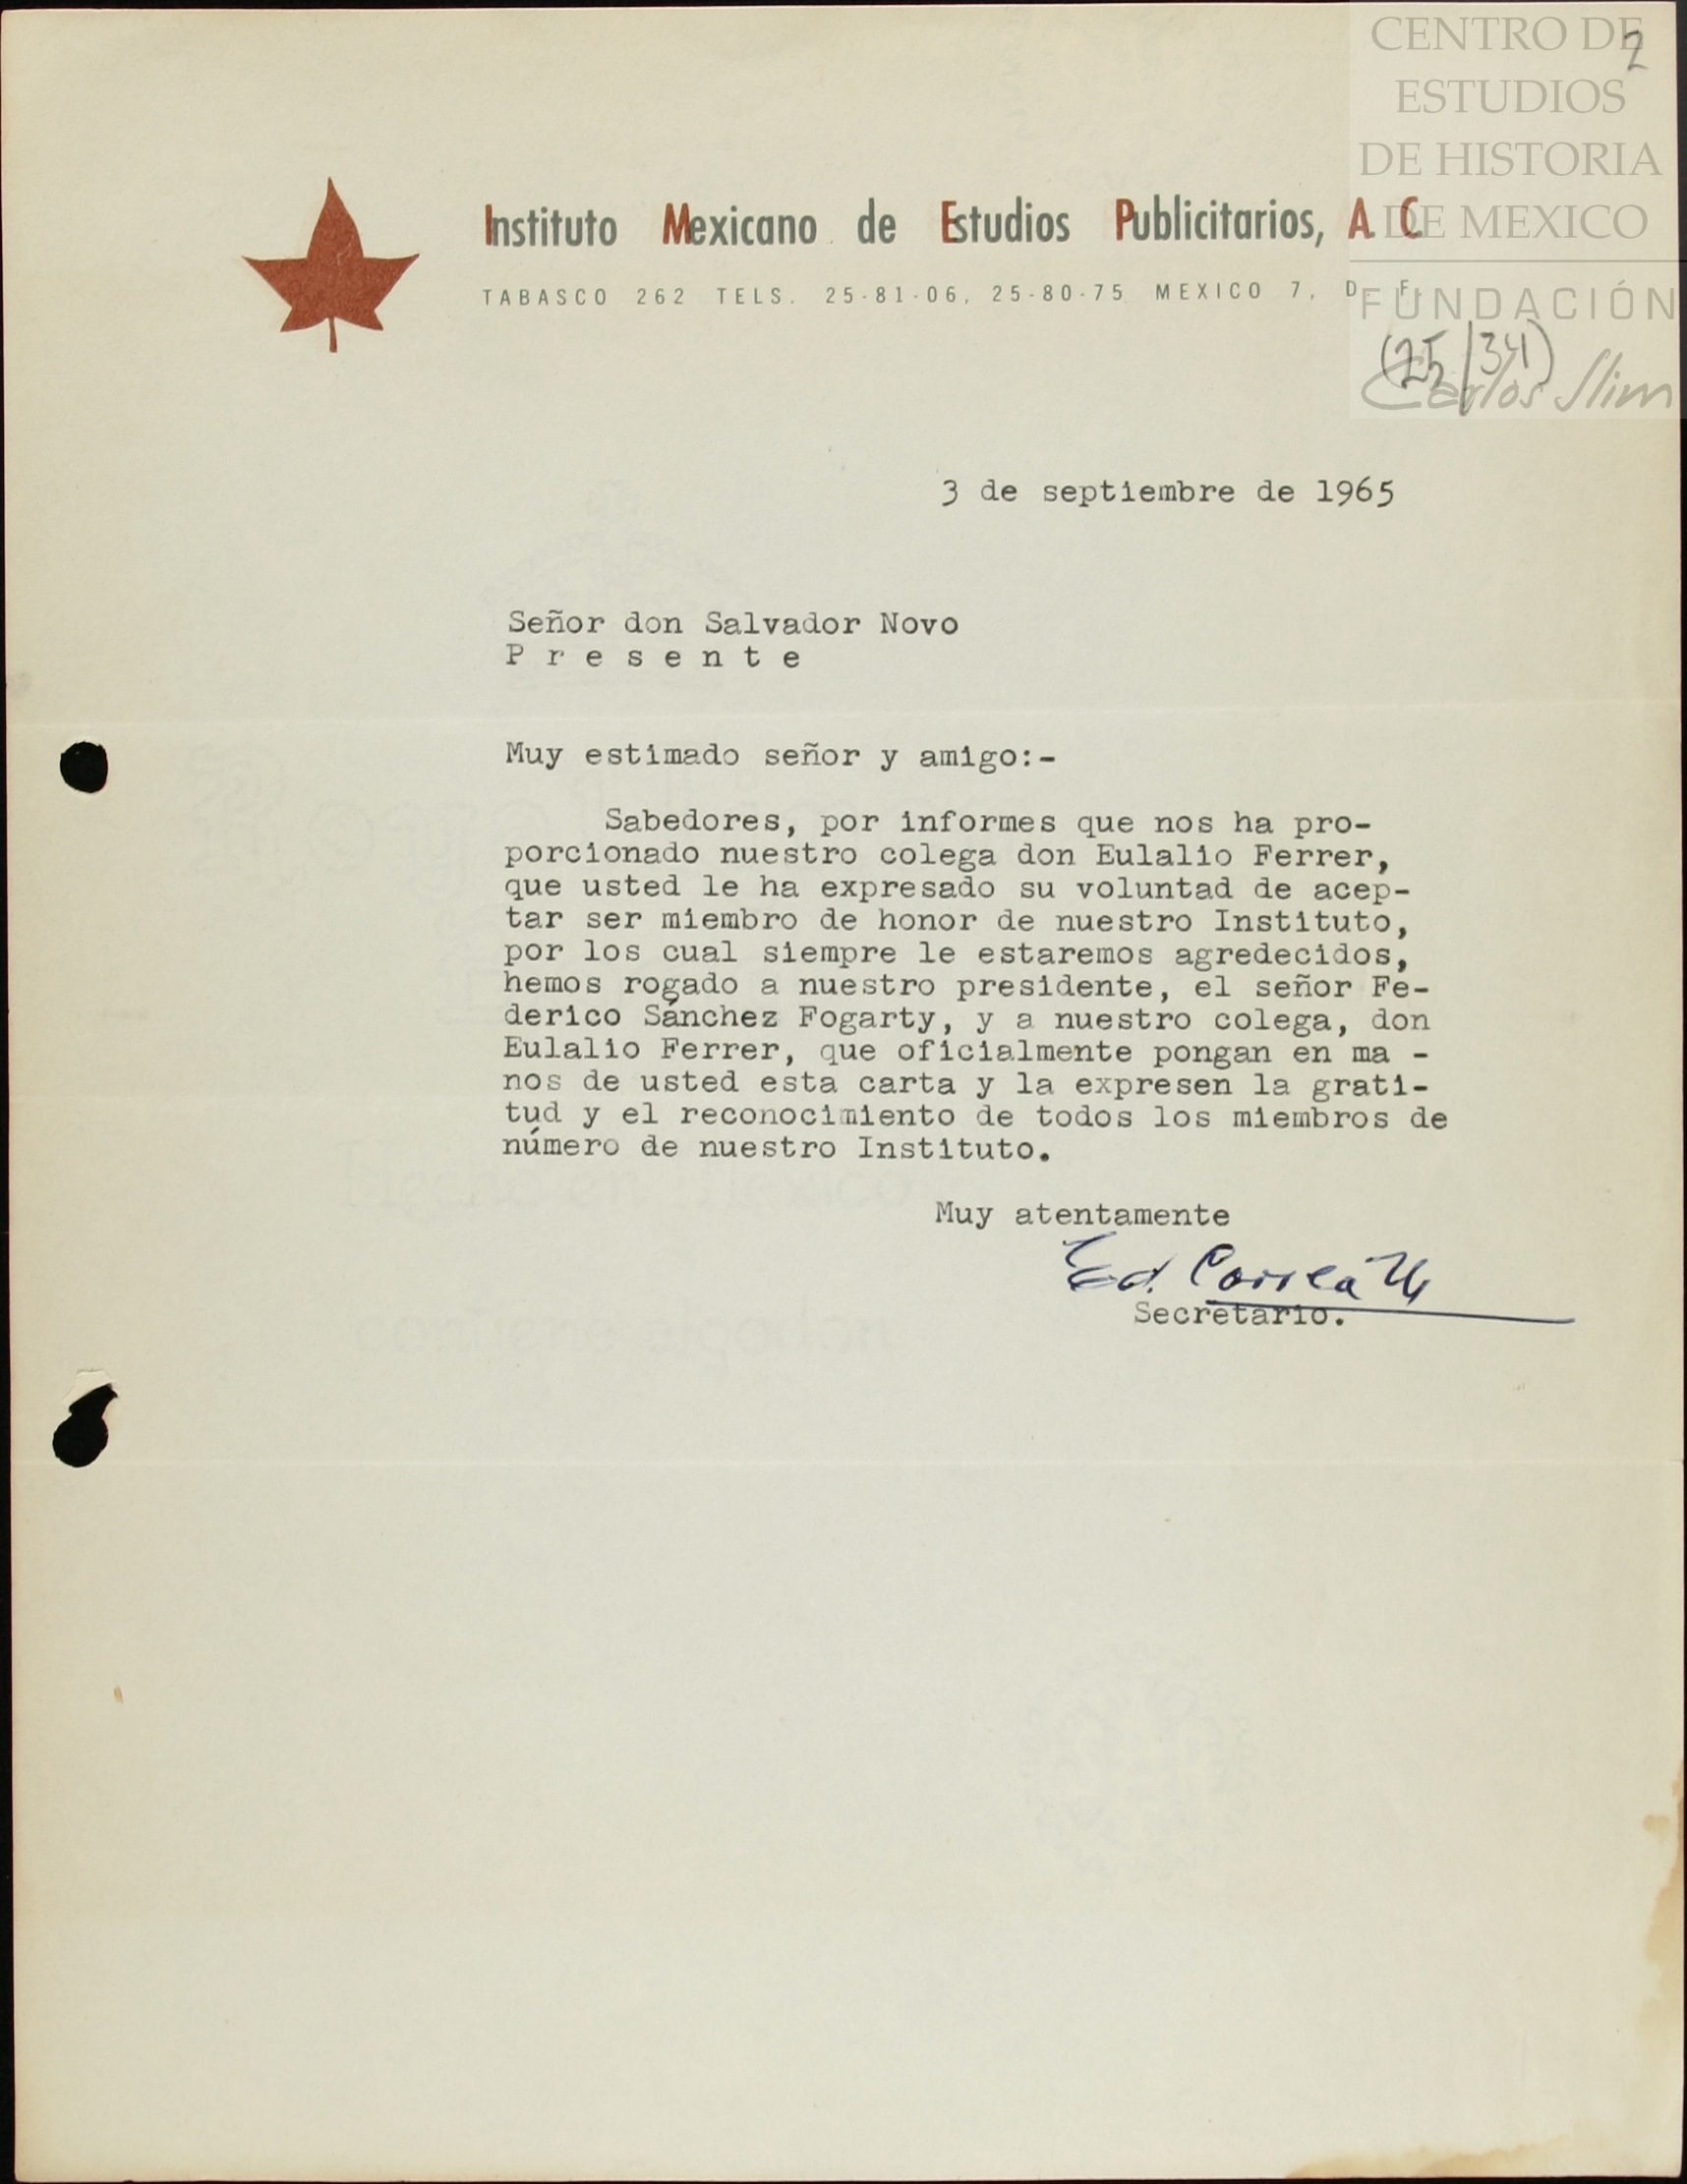 CENTRO DE
ESTUDIOS
DE HISTORIA
DE MEXICO
FUNDACIÓN
Carlos Slim
2
Instituto Mexicano de Estudios Publicitarios, A. C.
TABASCO 262 TELS. 25-81-06, 25-80-75 MEXICO 7, D. F.
(25/34)
3 de septiembre de 1965
Señor don Salvador Novo
P r e s e n t e
Muy estimado señor y amigo:-
Sabedores, por informes que nos ha pro-
porcionado nuestro colega don Eulalio Ferrer,
que usted le ha expresado su voluntad de acep-
tar ser miembro de honor de nuestro Instituto,
por los cual siempre le estaremos agredecidos,
hemos rogado a nuestro presidente, el señor Fe-
derico Sánchez Fogarty, y a nuestro colega, don
Eulalio Ferrer, que oficialmente pongan en ma -
nos de usted esta carta y la expresen la grati-
tud y el reconocimiento de todos los miembros de
número de nuestro Instituto.
Muy atentamente
Ed. Correa
Secretario.